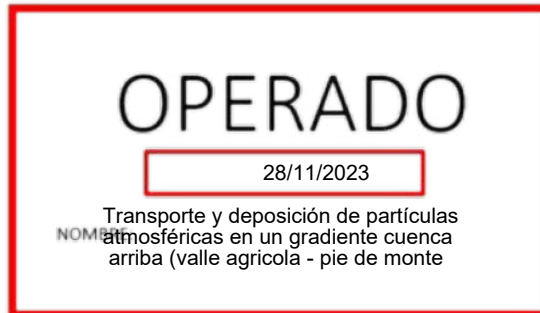 OPERADO
28/11/2023
Transporte y deposición de partículas
NOMBRE: atmosféricas en un gradiente cuenca
arriba (valle agricola - pie de monte